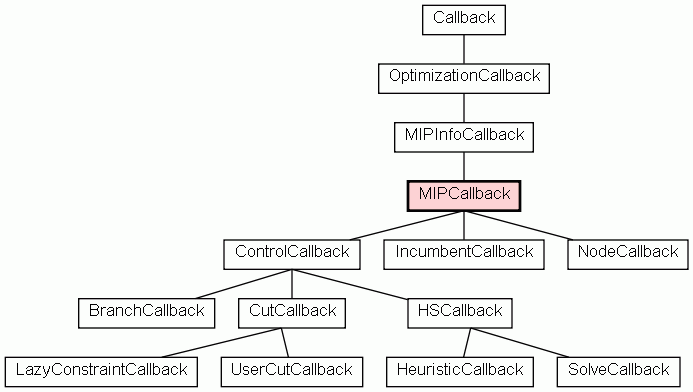 Callback
OptimizationCallback
MIPInfoCallback
MIPCallback
ControlCallback IncumbentCallback NodeCallback
BranchCallback CutCallback HSCallback
LazyConstraintCallback UserCutCallback HeuristicCallback SolveCallback